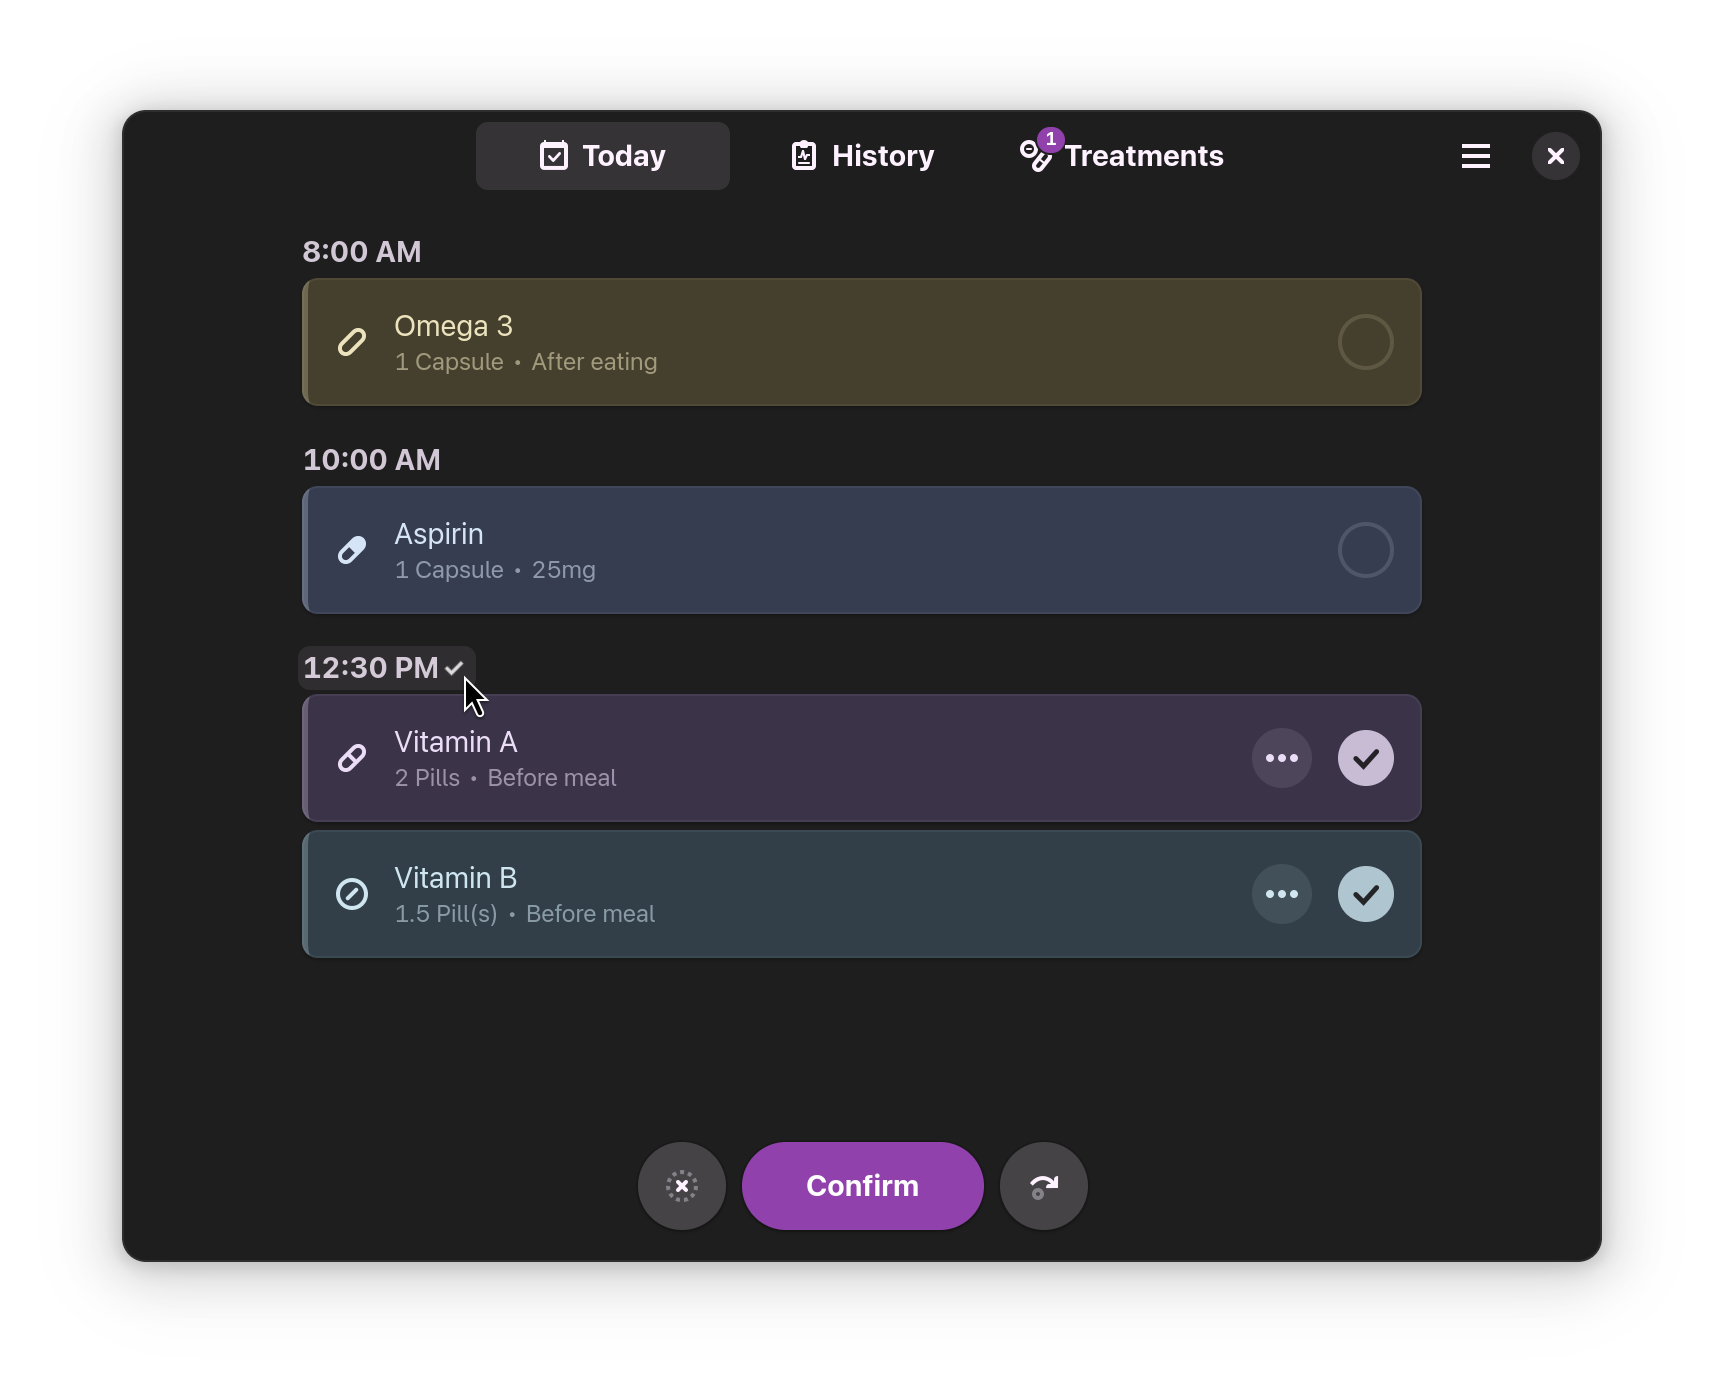 Today
History
1
Treatments
8:00 AM
Omega 3
1 Capsule • After eating
10:00 AM
Aspirin
1 Capsule • 25mg
12:30 PM
Vitamin A
2 Pills • Before meal
Vitamin B
1.5 Pill(s) • Before meal
Confirm